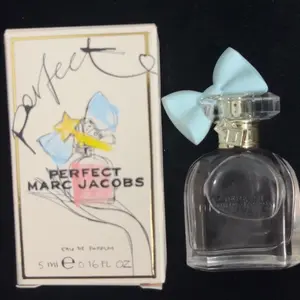 perfect
PERFECT
MARC JACOBS
EAU DE PARFUM
5 ml e 0.16 FL OZ